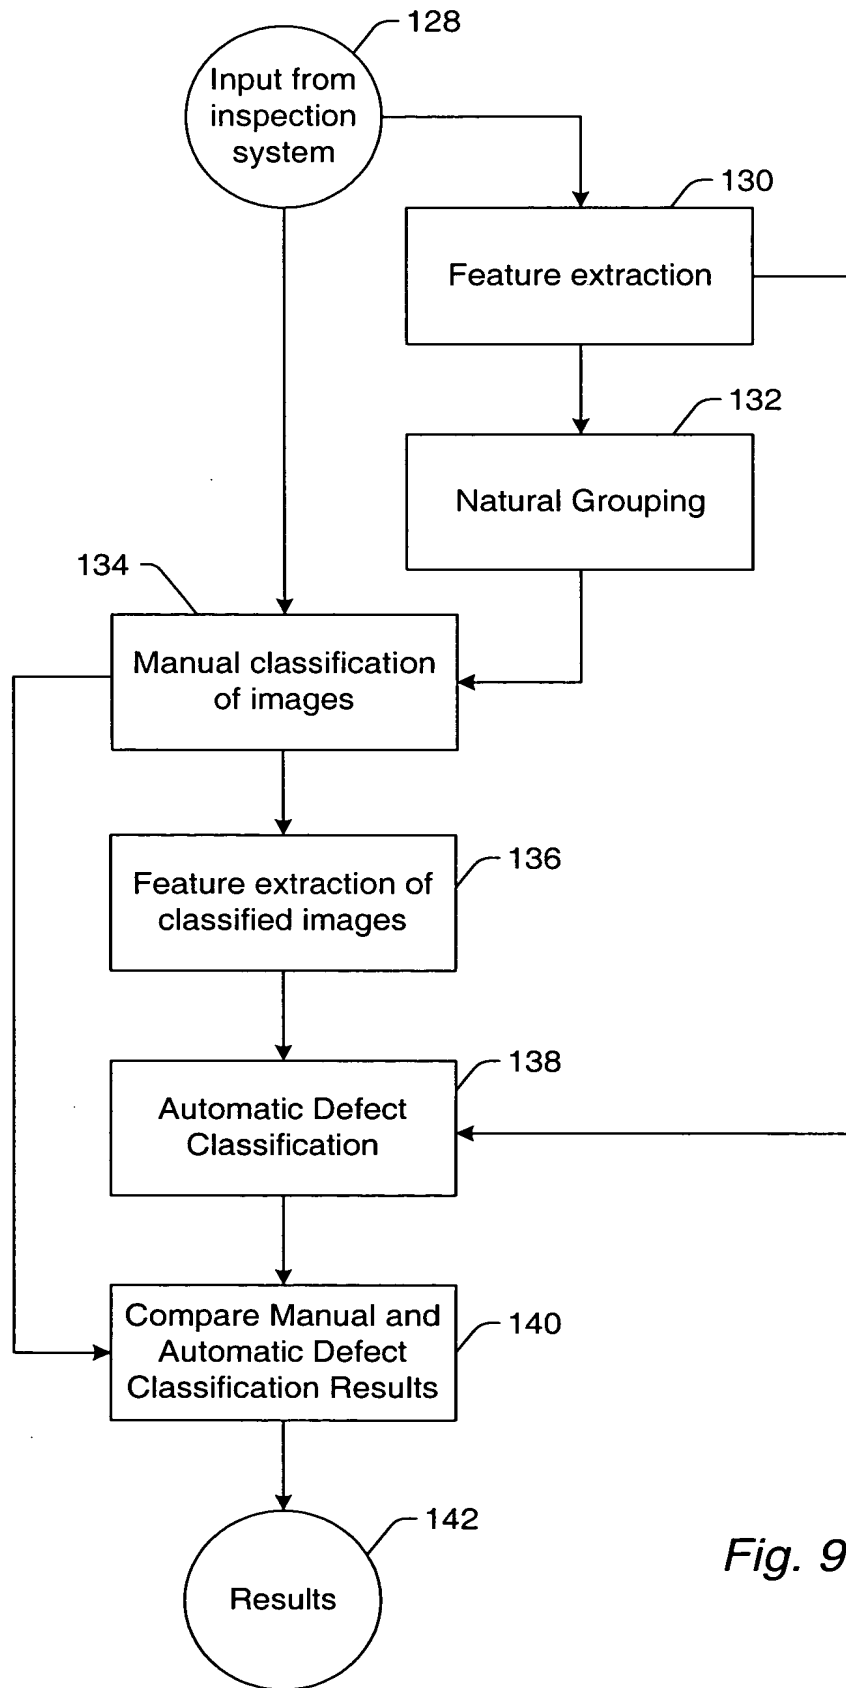 128
Input from
inspection
system
130
Feature extraction
132
Natural Grouping
134
Manual classification
of images
136
Feature extraction of
classified images
138
Automatic Defect
Classification
Compare Manual and
Automatic Defect
Classification Results
140
142
Results
Fig. 9